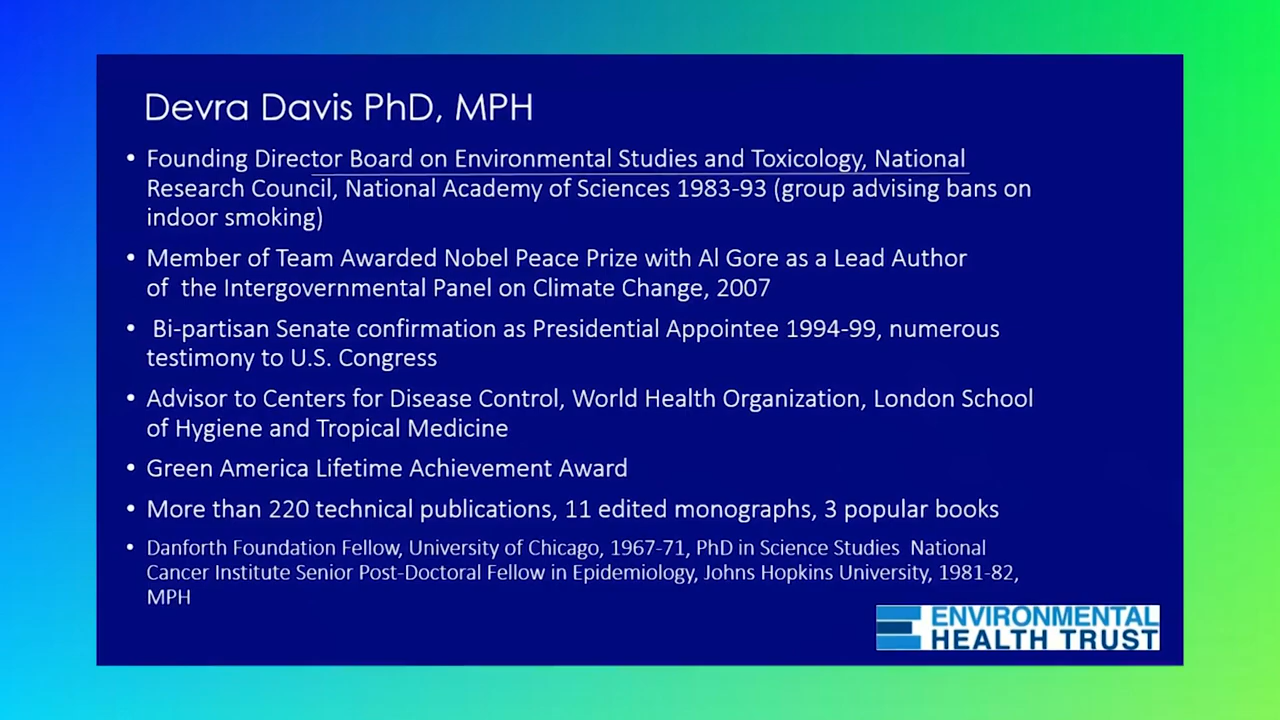 Devra Davis PhD, MPH
• Founding Director Board on Environmental Studies and Toxicology, National
Research Council, National Academy of Sciences 1983-93 (group advising bans on
indoor smoking)
• Member of Team Awarded Nobel Peace Prize with Al Gore as a Lead Author
of the Intergovernmental Panel on Climate Change, 2007
• Bi-partisan Senate confirmation as Presidential Appointee 1994-99, numerous
testimony to U.S. Congress
• Advisor to Centers for Disease Control, World Health Organization, London School
of Hygiene and Tropical Medicine
• Green America Lifetime Achievement Award
• More than 220 technical publications, 11 edited monographs, 3 popular books
• Danforth Foundation Fellow, University of Chicago, 1967-71, PhD in Science Studies National
Cancer Institute Senior Post-Doctoral Fellow in Epidemiology, Johns Hopkins University, 1981-82,
MPH
ENVIRONMENTAL
HEALTH TRUST